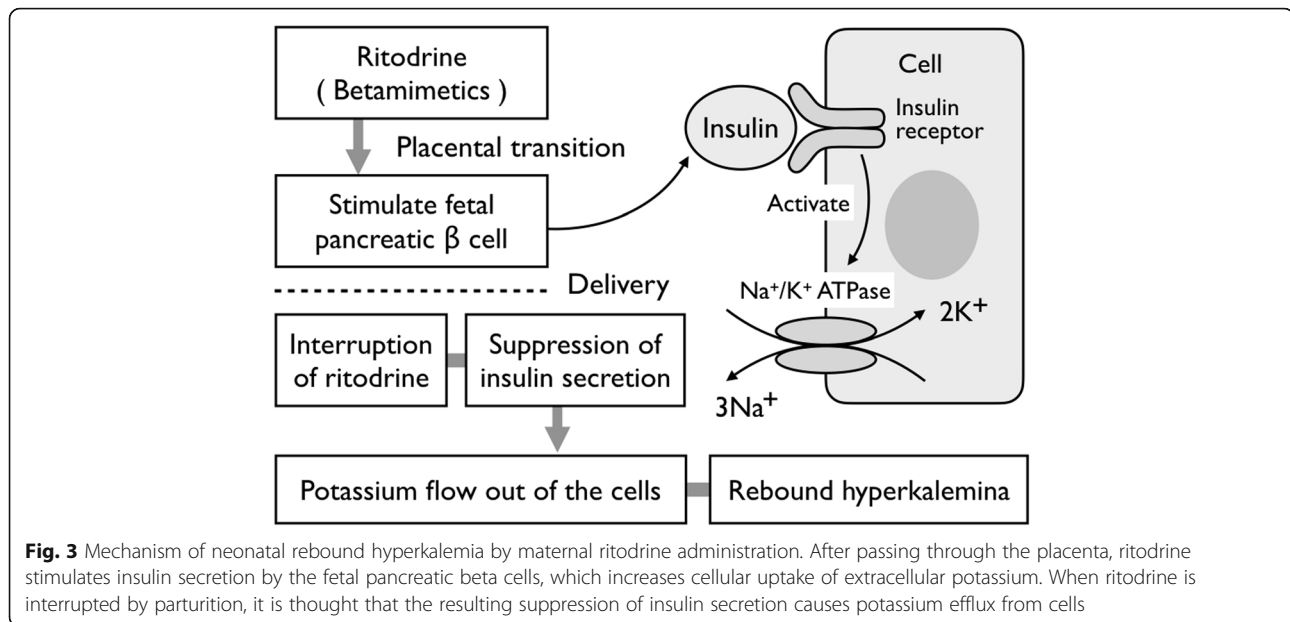 Ritodrine
( Betamimetics )
Placental transition
Stimulate fetal
pancreatic β cell
Insulin
Cell
Insulin
receptor
Activate
Na⁺/K⁺ ATPase
2K⁺
3Na⁺
Delivery
Interruption
of ritodrine
Suppression of
insulin secretion
Potassium flow out of the cells
Rebound hyperkalemina
Fig. 3 Mechanism of neonatal rebound hyperkalemia by maternal ritodrine administration. After passing through the placenta, ritodrine
stimulates insulin secretion by the fetal pancreatic beta cells, which increases cellular uptake of extracellular potassium. When ritodrine is
interrupted by parturition, it is thought that the resulting suppression of insulin secretion causes potassium efflux from cells